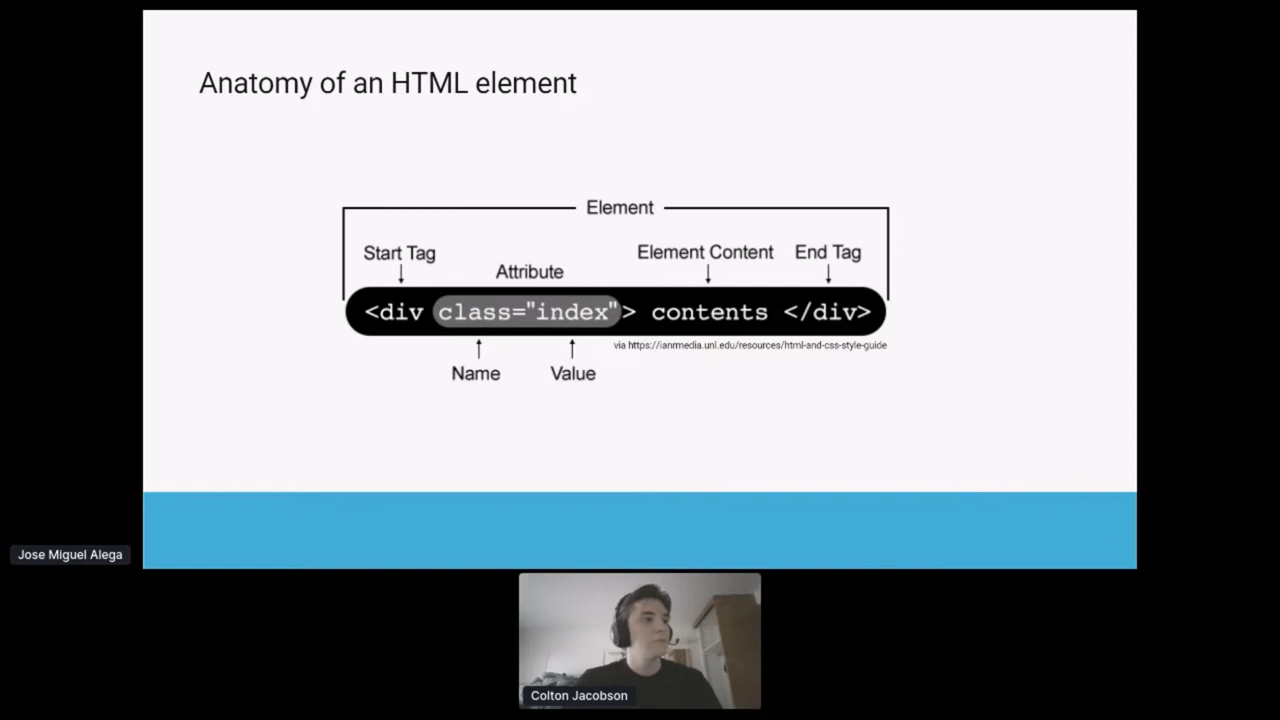 Anatomy of an HTML element
Element
Start Tag
Attribute
Element Content
End Tag
<div class="index"> contents </div>
via https://ianrmedia.unl.edu/resources/html-and-css-style-guide
Name
Value
Jose Miguel Alega
Colton Jacobson